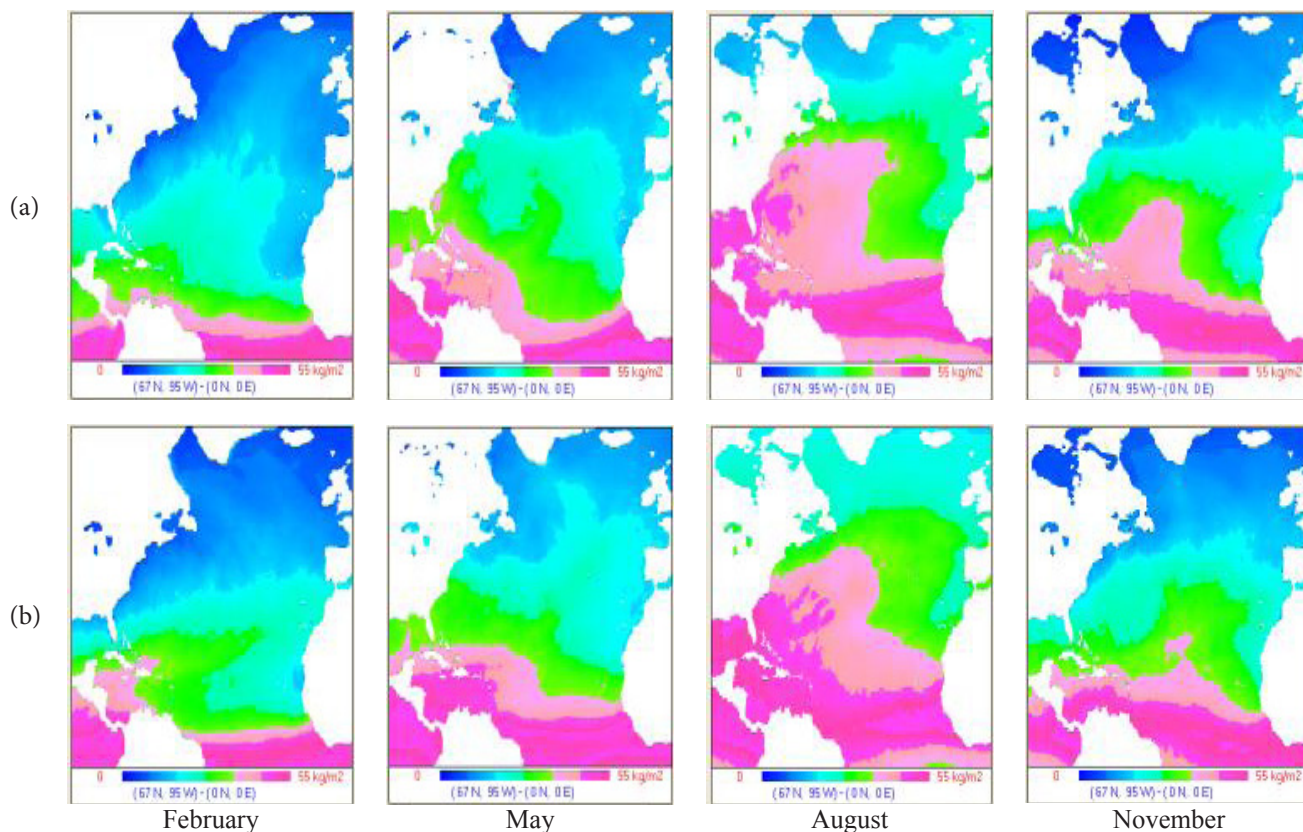 (a)
0 55 kg/m2
(67 N, 95 W) - (0 N, 0 E)
0 55 kg/m2
(67 N, 95 W) - (0 N, 0 E)
0 55 kg/m2
(67 N, 95 W) - (0 N, 0 E)
0 55 kg/m2
(67 N, 95 W) - (0 N, 0 E)
(b)
0 55 kg/m2
(67 N, 95 W) - (0 N, 0 E)
0 55 kg/m2
(67 N, 95 W) - (0 N, 0 E)
0 55 kg/m2
(67 N, 95 W) - (0 N, 0 E)
0 55 kg/m2
(67 N, 95 W) - (0 N, 0 E)
February May August November